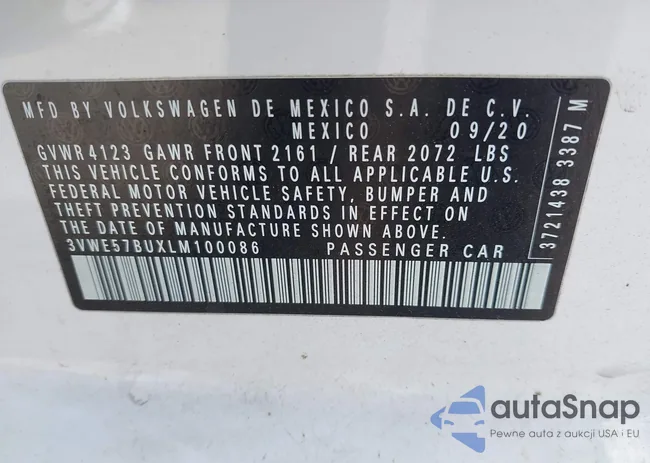 MFD BY VOLKSWAGEN DE MEXICO S.A. DE C.V.
MEXICO 09/20
GVWR 4123 GAWR FRONT 2161 / REAR 2072 LBS
THIS VEHICLE CONFORMS TO ALL APPLICABLE U.S.
FEDERAL MOTOR VEHICLE SAFETY, BUMPER AND
THEFT PREVENTION STANDARDS IN EFFECT ON
THE DATE OF MANUFACTURE SHOWN ABOVE.
3VWE57BUXLM100086 PASSENGER CAR
3721438 3387 M
autaSnap
Pewne auta z aukcji USA i EU